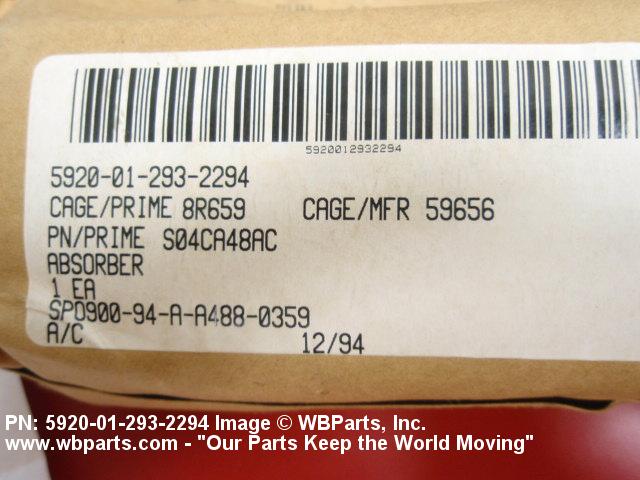 5920012932294
5920-01-293-2294
CAGE/PRIME 8R659 CAGE/MFR 59656
PN/PRIME S04CA48AC
ABSORBER
1 EA
SPO900-94-A-A488-0359
A/C 12/94
PN: 5920-01-293-2294 Image © WBParts, Inc.
www.wbparts.com - "Our Parts Keep the World Moving"